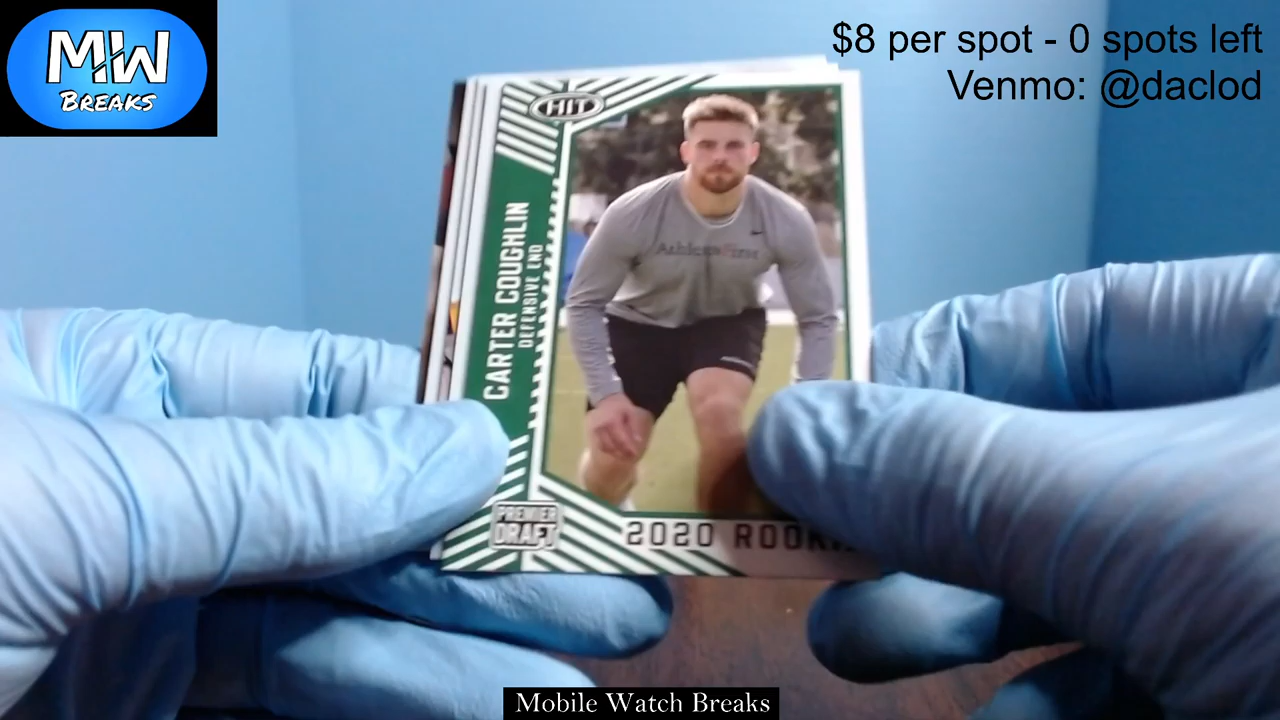 MW
BREAKS
$8 per spot - 0 spots left
Venmo: @daclod
HIT
CARTER COUGHLIN
DEFENSIVE END
AthletesFirst
PREMIER
DRAFT
2020
Mobile Watch Breaks